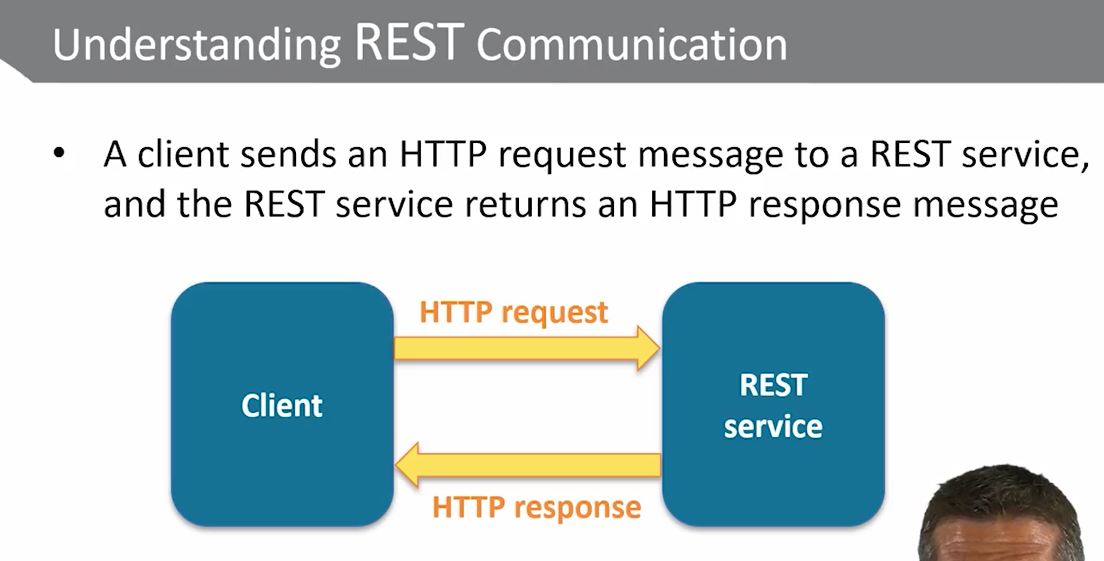 Understanding REST Communication
• A client sends an HTTP request message to a REST service,
and the REST service returns an HTTP response message
HTTP request
Client
REST
service
HTTP response